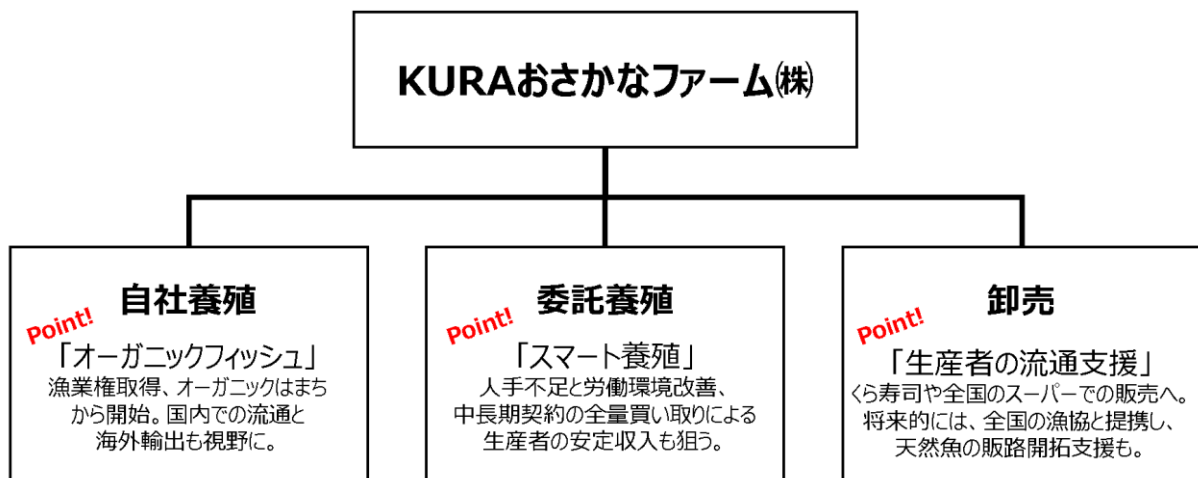 KURAおさかなファーム㈱
自社養殖
Point!
「オーガニックフィッシュ」
漁業権取得、オーガニックはまち
から開始。国内での流通と
海外輸出も視野に。
委託養殖
Point!
「スマート養殖」
人手不足と労働環境改善、
中長期契約の全量買い取りによる
生産者の安定収入も狙う。
卸売
Point!
「生産者の流通支援」
くら寿司や全国のスーパーでの販売へ。
将来的には、全国の漁協と提携し、
天然魚の販路開拓支援も。